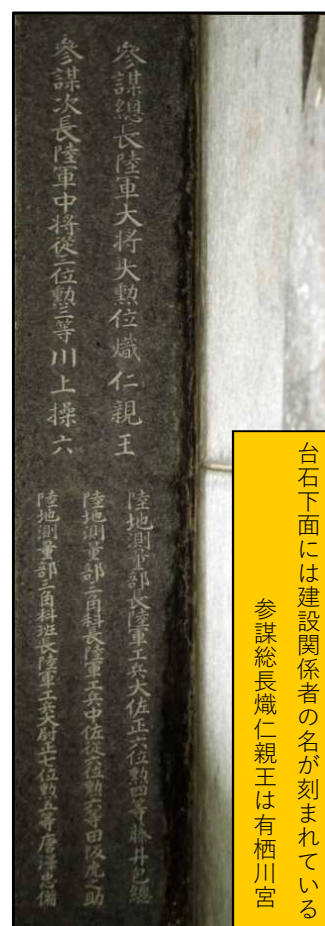 參謀總長陸軍大將大勲位熾仁親王
參謀次長陸軍中將從三位勲三等川上操六
陸地測量部長陸軍工兵大佐正六位勲四等藤井包總
陸地測量部三角科長陸軍工兵中佐從六位勲六等田坂虎之助
陸地測量部三角科班長陸軍工兵大尉正七位勲五等唐澤忠備
台石下面には建設関係者の名が刻まれている
参謀総長熾仁親王は有栖川宮